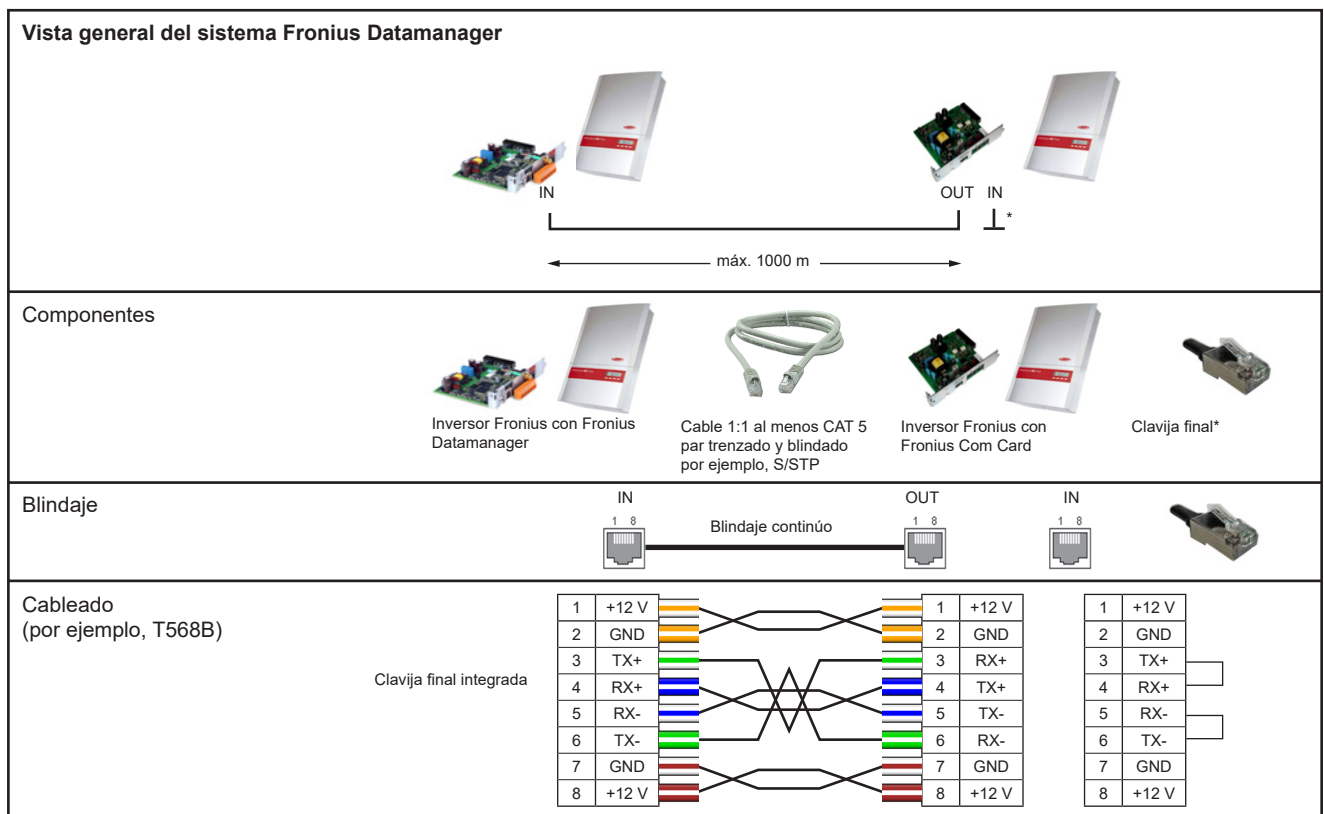 Vista general del sistema Fronius Datamanager
IN
OUT IN
*
máx. 1000 m
Componentes
Inversor Fronius con Fronius
Datamanager
Cable 1:1 al menos CAT 5
par trenzado y blindado
por ejemplo, S/STP
Inversor Fronius con
Fronius Com Card
Clavija final*
Blindaje
IN
1 8
Blindaje continúo
OUT
1 8
IN
1 8
Cableado
(por ejemplo, T568B)
Clavija final integrada
1 +12 V
2 GND
3 TX+
4 RX+
5 RX-
6 TX-
7 GND
8 +12 V
1 +12 V
2 GND
3 RX+
4 TX+
5 TX-
6 RX-
7 GND
8 +12 V
1 +12 V
2 GND
3 TX+
4 RX+
5 RX-
6 TX-
7 GND
8 +12 V